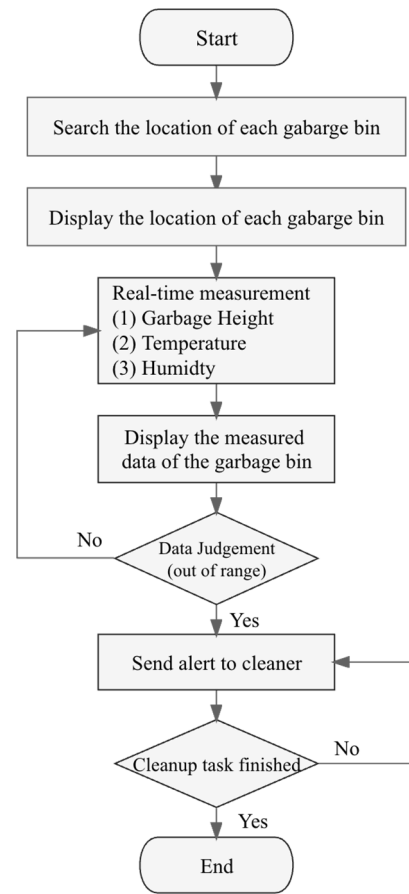 Start
Search the location of each gabarge bin
Display the location of each gabarge bin
Real-time measurement
(1) Garbage Height
(2) Temperature
(3) Humidty
Display the measured
data of the garbage bin
No
Data Judgement
(out of range)
Yes
Send alert to cleaner
No
Cleanup task finished
Yes
End